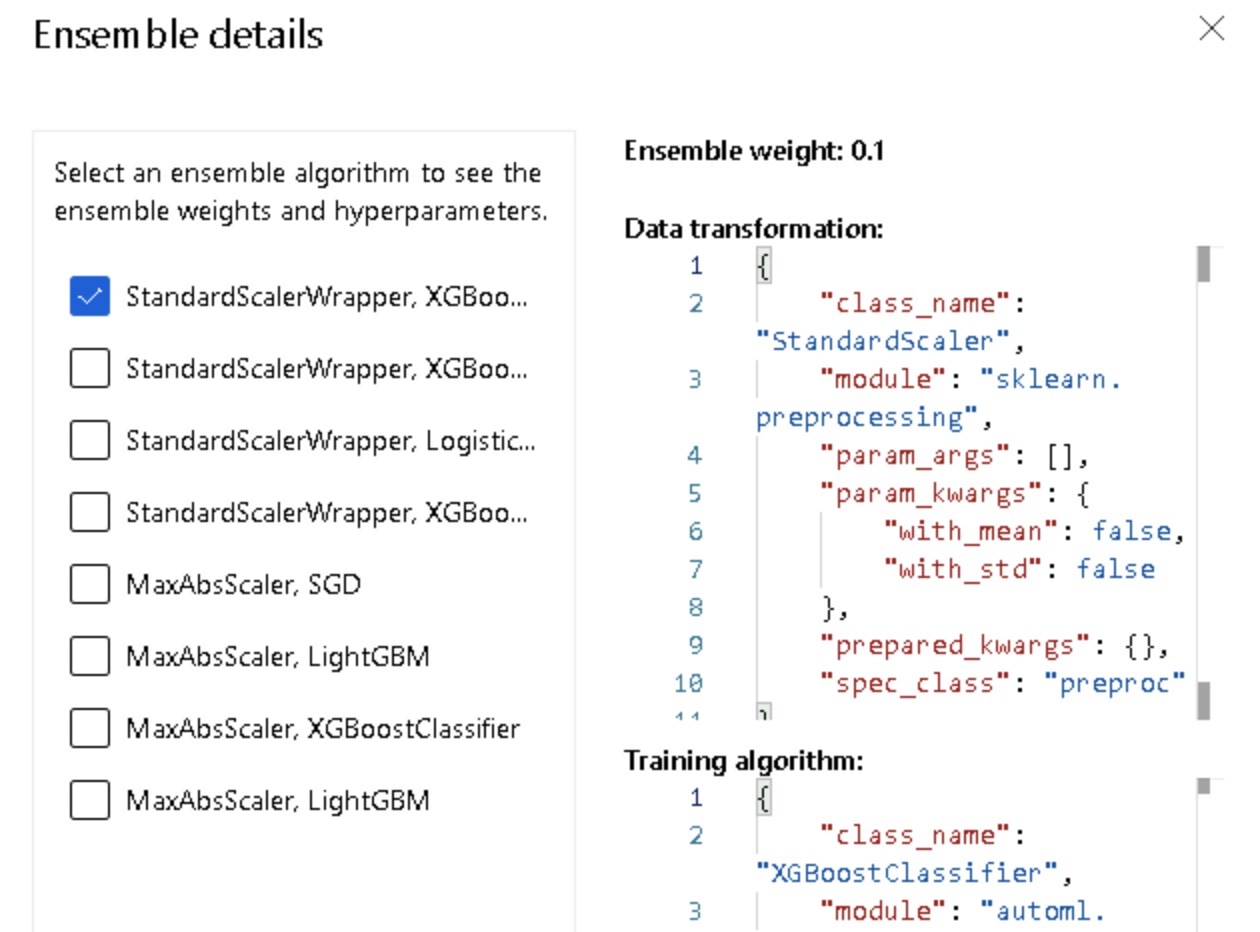 Ensemble details
Select an ensemble algorithm to see the
ensemble weights and hyperparameters.
StandardScalerWrapper, XGBoo...
StandardScalerWrapper, XGBoo...
StandardScalerWrapper, Logistic...
StandardScalerWrapper, XGBoo...
MaxAbsScaler, SGD
MaxAbsScaler, LightGBM
MaxAbsScaler, XGBoostClassifier
MaxAbsScaler, LightGBM
Ensemble weight: 0.1
Data transformation:
1 {
2 "class_name":
"StandardScaler",
3 "module": "sklearn.
preprocessing",
4 "param_args": [],
5 "param_kwargs": {
6 "with_mean": false,
7 "with_std": false
8 },
9 "prepared_kwargs": {},
10 "spec_class": "preproc"
11 }
Training algorithm:
1 {
2 "class_name":
"XGBoostClassifier",
3 "module": "automl.